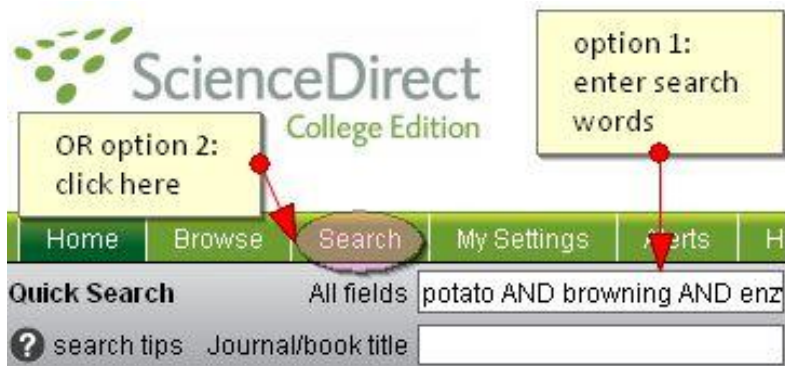 ScienceDirect
College Edition
option 1:
enter search
words
OR option 2:
click here
Home Browse Search My Settings Alerts H
Quick Search All fields potato AND browning AND enz
? search tips Journal/book title